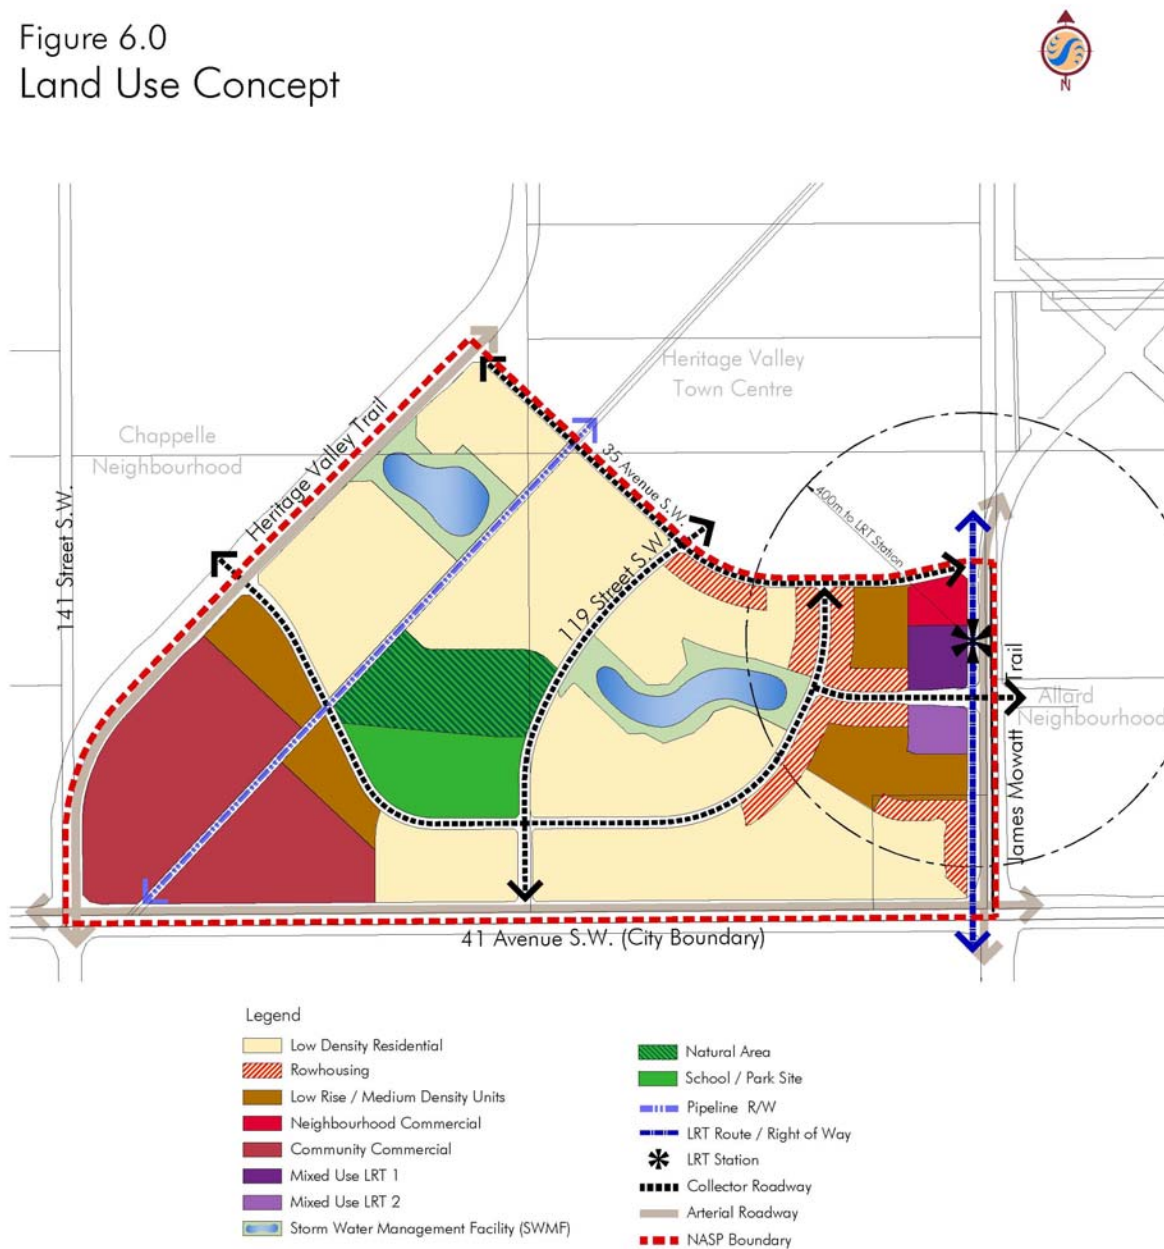 Figure 6.0
Land Use Concept
N
Heritage Valley
Town Centre
Chappelle
Neighbourhood
Heritage Valley Trail
35 Avenue S.W.
141 Street S.W.
400m to LRT Station
119 Street S.W.
James Mowatt Trail
Allard
Neighbourhood
41 Avenue S.W. (City Boundary)
Legend
Low Density Residential
Rowhousing
Low Rise / Medium Density Units
Neighbourhood Commercial
Community Commercial
Mixed Use LRT 1
Mixed Use LRT 2
Storm Water Management Facility (SWMF)
Natural Area
School / Park Site
Pipeline R/W
LRT Route / Right of Way
LRT Station
Collector Roadway
Arterial Roadway
NASP Boundary